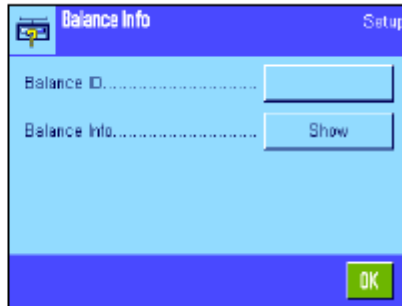 Balance Info
Setup
Balance ID..............................
Balance Info............................ Show
OK